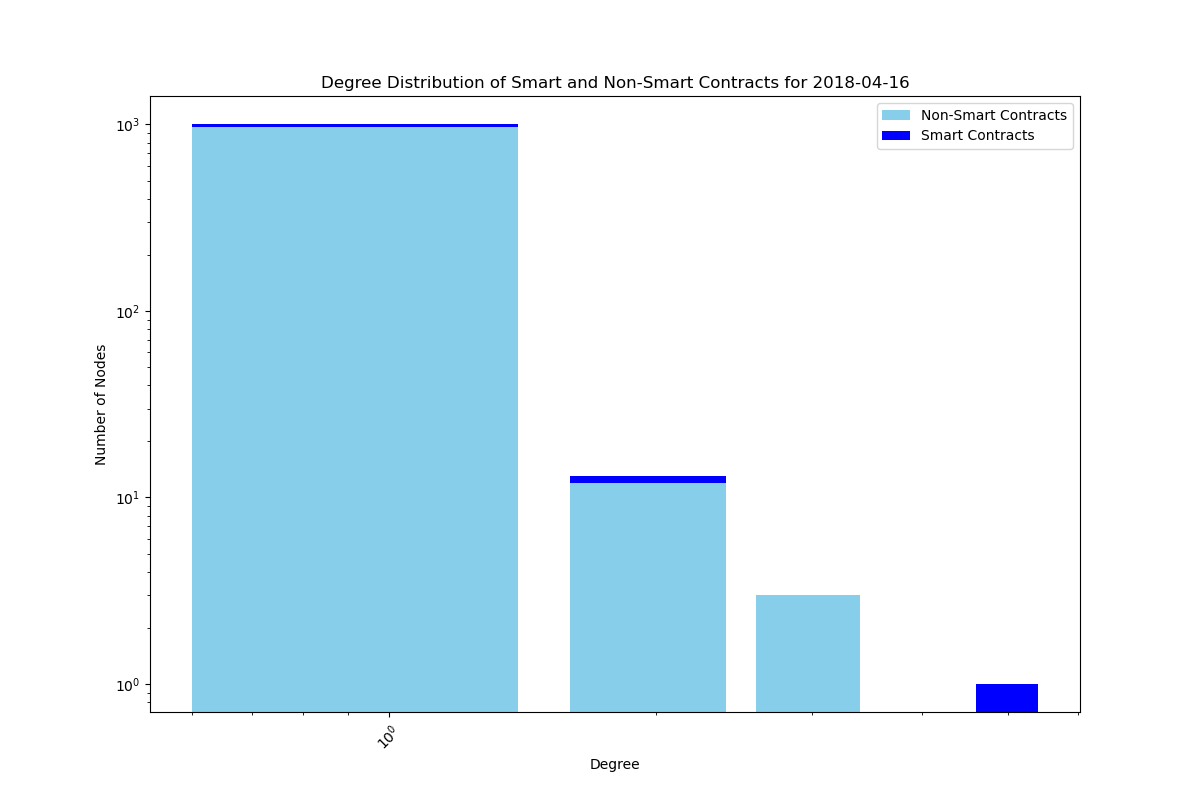 Degree Distribution of Smart and Non-Smart Contracts for 2018-04-16
Non-Smart Contracts
Smart Contracts
Number of Nodes
10³
10²
10¹
10⁰
10⁰
Degree